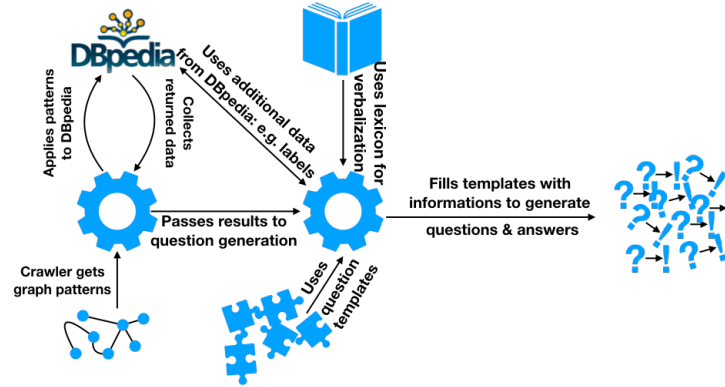 DBpedia
Applies patterns
to DBpedia
Collects
returned data
Uses additional data
from DBpedia: e.g. labels
Uses lexicon for
verbalization
Passes results to
question generation
Fills templates with
informations to generate
questions & answers
Crawler gets
graph patterns
Uses
question
templates
? ! ? ! ? ! ? ! ? ! ? ! ? ! ? ! ? !